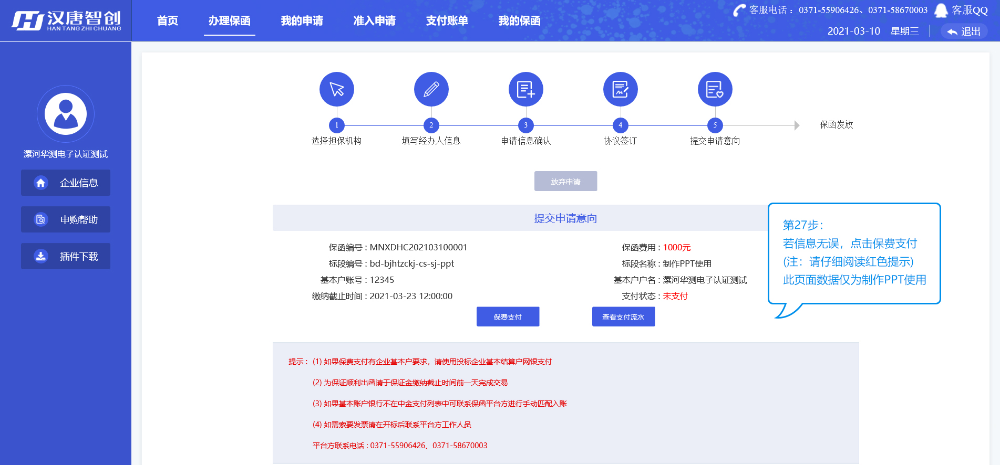 汉唐智创
HAN TANG ZHI CHUANG
首页 办理保函 我的申请 准入申请 支付账单 我的保函
客服电话：0371-55906426、0371-58670003 客服QQ
2021-03-10 星期三 退出
漯河华测电子认证测试
企业信息
申购帮助
插件下载
1 2 3 4 5
选择担保机构 填写经办人信息 申请信息确认 协议签订 提交申请意向 保函发放
放弃申请
提交申请意向
保函编号 : MNXDHC202103100001 保函费用 : 1000元
标段编号 : bd-bjhtzckj-cs-sj-ppt 标段名称 : 制作PPT使用
基本户账号 : 12345 基本户户名 : 漯河华测电子认证测试
缴纳截止时间 : 2021-03-23 12:00:00 支付状态 : 未支付
保费支付 查看支付流水
第27步：
若信息无误，点击保费支付
(注：请仔细阅读红色提示)
此页面数据仅为制作PPT使用
提示： (1) 如果保费支付有企业基本户要求，请使用投标企业基本结算户网银支付
(2) 为保证顺利出函请于保证金缴纳截止时间前一天完成交易
(3) 如果基本账户银行不在中金支付列表中可联系保函平台方进行手动匹配入账
(4) 如需索要发票请在开标后联系平台方工作人员
平台方联系电话 : 0371-55906426、0371-58670003